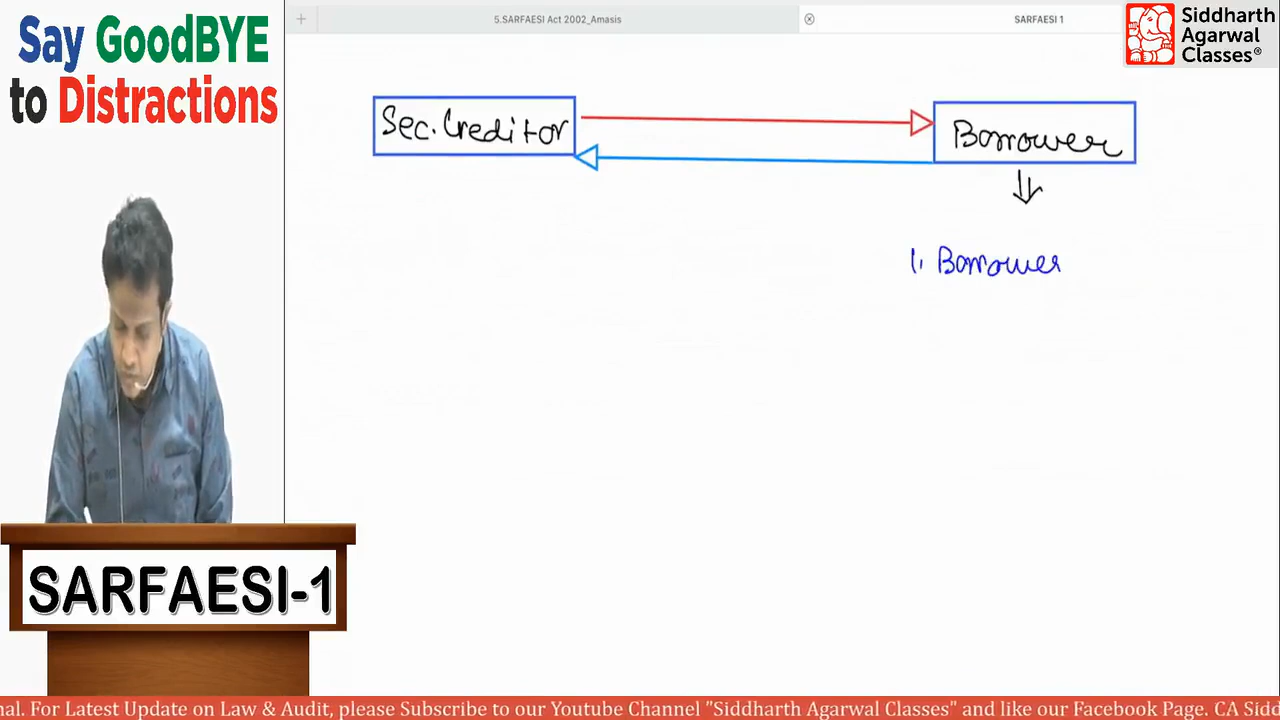 Say GoodBYE
to Distractions
5.SARFAESI Act 2002_Amasis
SARFAESI 1
Siddharth
Agarwal
Classes®
Sec. Creditor
Borrower
1. Borrower
SARFAESI-1
nal. For Latest Update on Law & Audit, please Subscribe to our Youtube Channel "Siddharth Agarwal Classes" and like our Facebook Page. CA Sidd